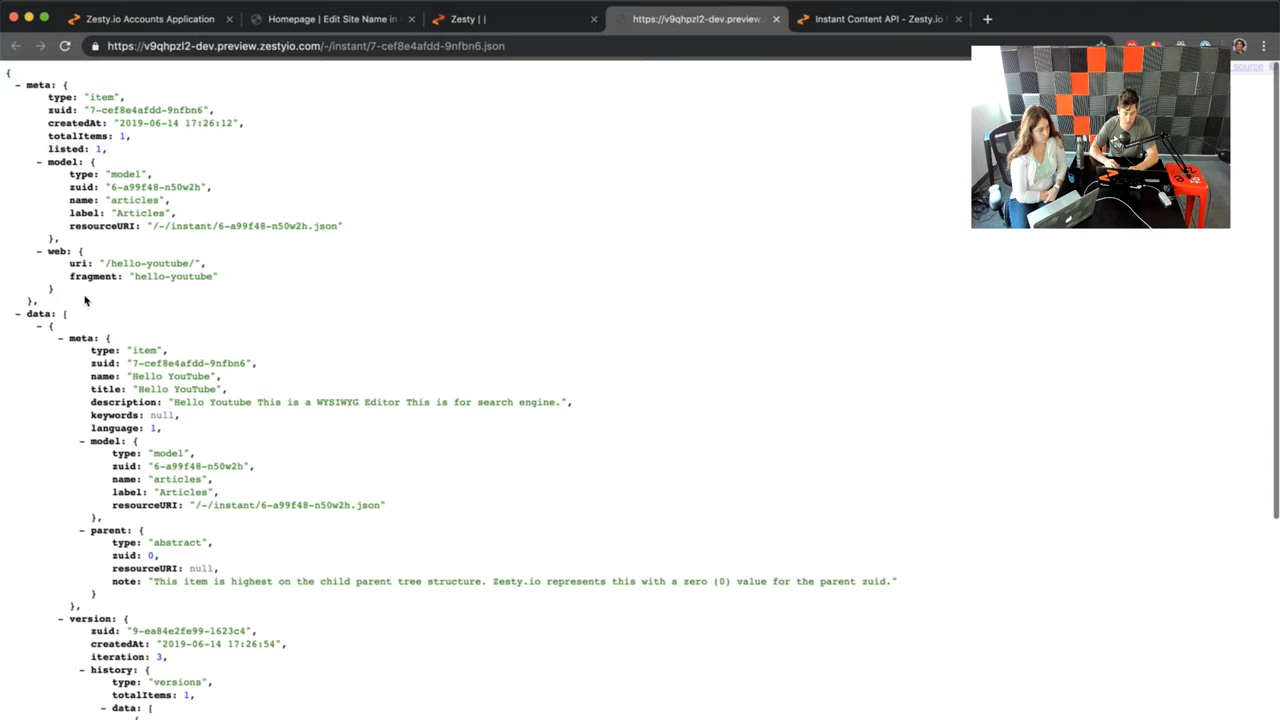 Zesty.io Accounts Application
Homepage | Edit Site Name in
Zesty | |
https://v9qhpzl2-dev.preview.
Instant Content API - Zesty.io
https://v9qhpzl2-dev.preview.zestyio.com/-/instant/7-cef8e4afdd-9nfbn6.json
source
{
- meta: {
type: "item",
zuid: "7-cef8e4afdd-9nfbn6",
createdAt: "2019-06-14 17:26:12",
totalItems: 1,
listed: 1,
- model: {
type: "model",
zuid: "6-a99f48-n50w2h",
name: "articles",
label: "Articles",
resourceURI: "/-/instant/6-a99f48-n50w2h.json"
},
- web: {
uri: "/hello-youtube/",
fragment: "hello-youtube"
}
},
- data: [
- {
- meta: {
type: "item",
zuid: "7-cef8e4afdd-9nfbn6",
name: "Hello YouTube",
title: "Hello YouTube",
description: "Hello Youtube This is a WYSIWYG Editor This is for search engine.",
keywords: null,
language: 1,
- model: {
type: "model",
zuid: "6-a99f48-n50w2h",
name: "articles",
label: "Articles",
resourceURI: "/-/instant/6-a99f48-n50w2h.json"
},
- parent: {
type: "abstract",
zuid: 0,
resourceURI: null,
note: "This item is highest on the child parent tree structure. Zesty.io represents this with a zero (0) value for the parent zuid."
}
},
- version: {
zuid: "9-ea84e2fe99-1623c4",
createdAt: "2019-06-14 17:26:54",
iteration: 3,
- history: {
type: "versions",
totalItems: 1,
- data: [